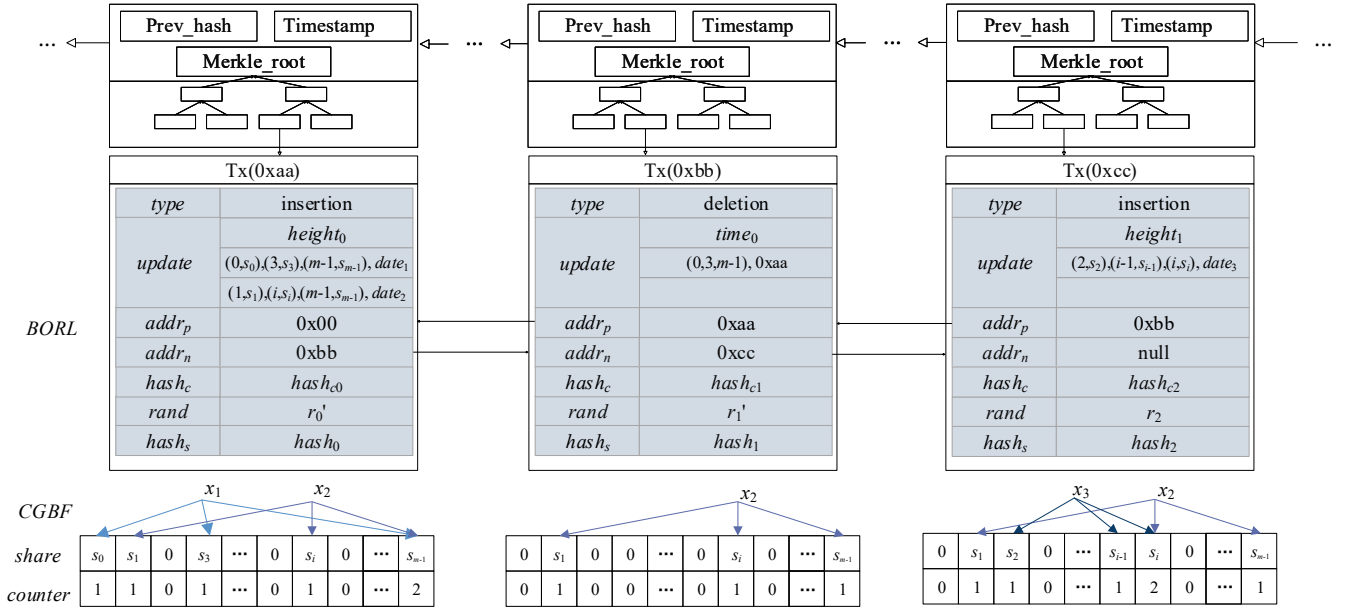 Prev_hash Timestamp Prev_hash Timestamp Prev_hash Timestamp
... ... ... ...
Merkle_root Merkle_root Merkle_root
Tx(0xaa) Tx(0xbb) Tx(0xcc)
type insertion type deletion type insertion
height₀ time₀ height₁
update (0,s₀),(3,s₃),(m-1,sₘ₋₁), date₁ update (0,3,m-1), 0xaa update (2,s₂),(i-1,sᵢ₋₁),(i,sᵢ), date₃
(1,s₁),(i,sᵢ),(m-1,sₘ₋₁), date₂
BORL
addrₚ 0x00 addrₚ 0xaa addrₚ 0xbb
addrₙ 0xbb addrₙ 0xcc addrₙ null
hash_c hash_c0 hash_c hash_c1 hash_c hash_c2
rand r₀' rand r₁' rand r₂
hashₛ hash₀ hashₛ hash₁ hashₛ hash₂
x₁ x₂ x₂ x₃ x₂
CGBF
share s₀ s₁ 0 s₃ ... 0 sᵢ 0 ... sₘ₋₁ 0 s₁ 0 0 ... 0 sᵢ 0 ... sₘ₋₁ 0 s₁ s₂ 0 ... sᵢ₋₁ sᵢ 0 ... sₘ₋₁
counter 1 1 0 1 ... 0 1 0 ... 2 0 1 0 0 ... 0 1 0 ... 1 0 1 1 0 ... 1 2 0 ... 1